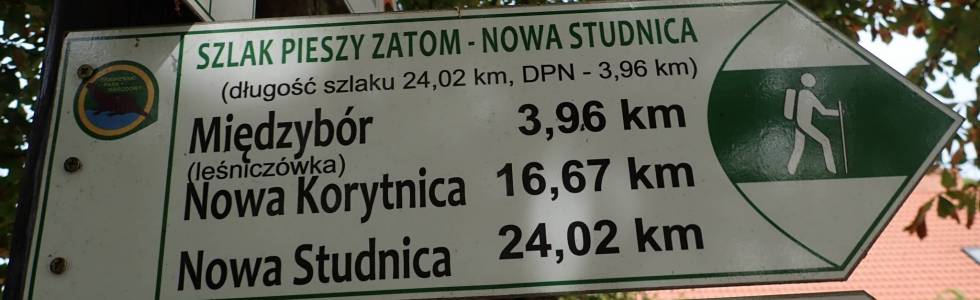 SZLAK PIESZY ZATOM - NOWA STUDNICA
(długość szlaku 24,02 km, DPN - 3,96 km)
Międzybór 3,96 km
(leśniczówka)
Nowa Korytnica 16,67 km
Nowa Studnica 24,02 km